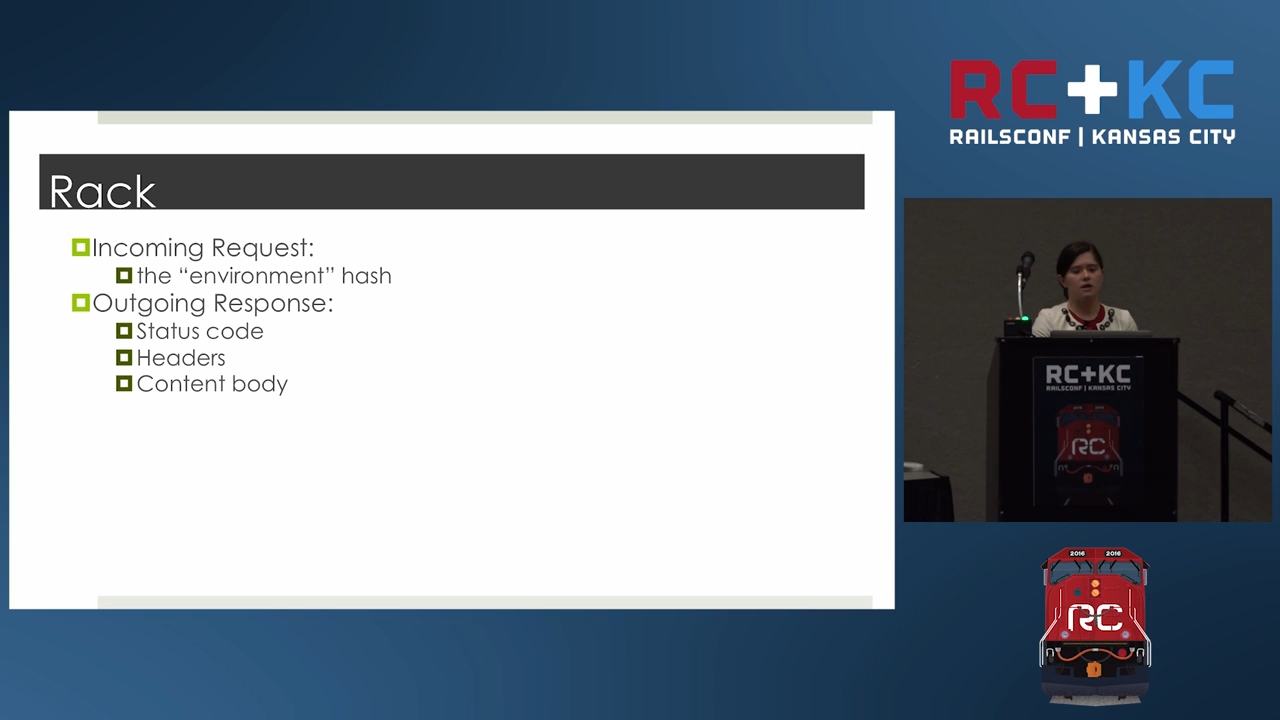 RC+KC
RAILSCONF | KANSAS CITY
Rack
Incoming Request:
the “environment” hash
Outgoing Response:
Status code
Headers
Content body
RC+KC
RAILSCONF | KANSAS CITY
RC
2016 2016
RC